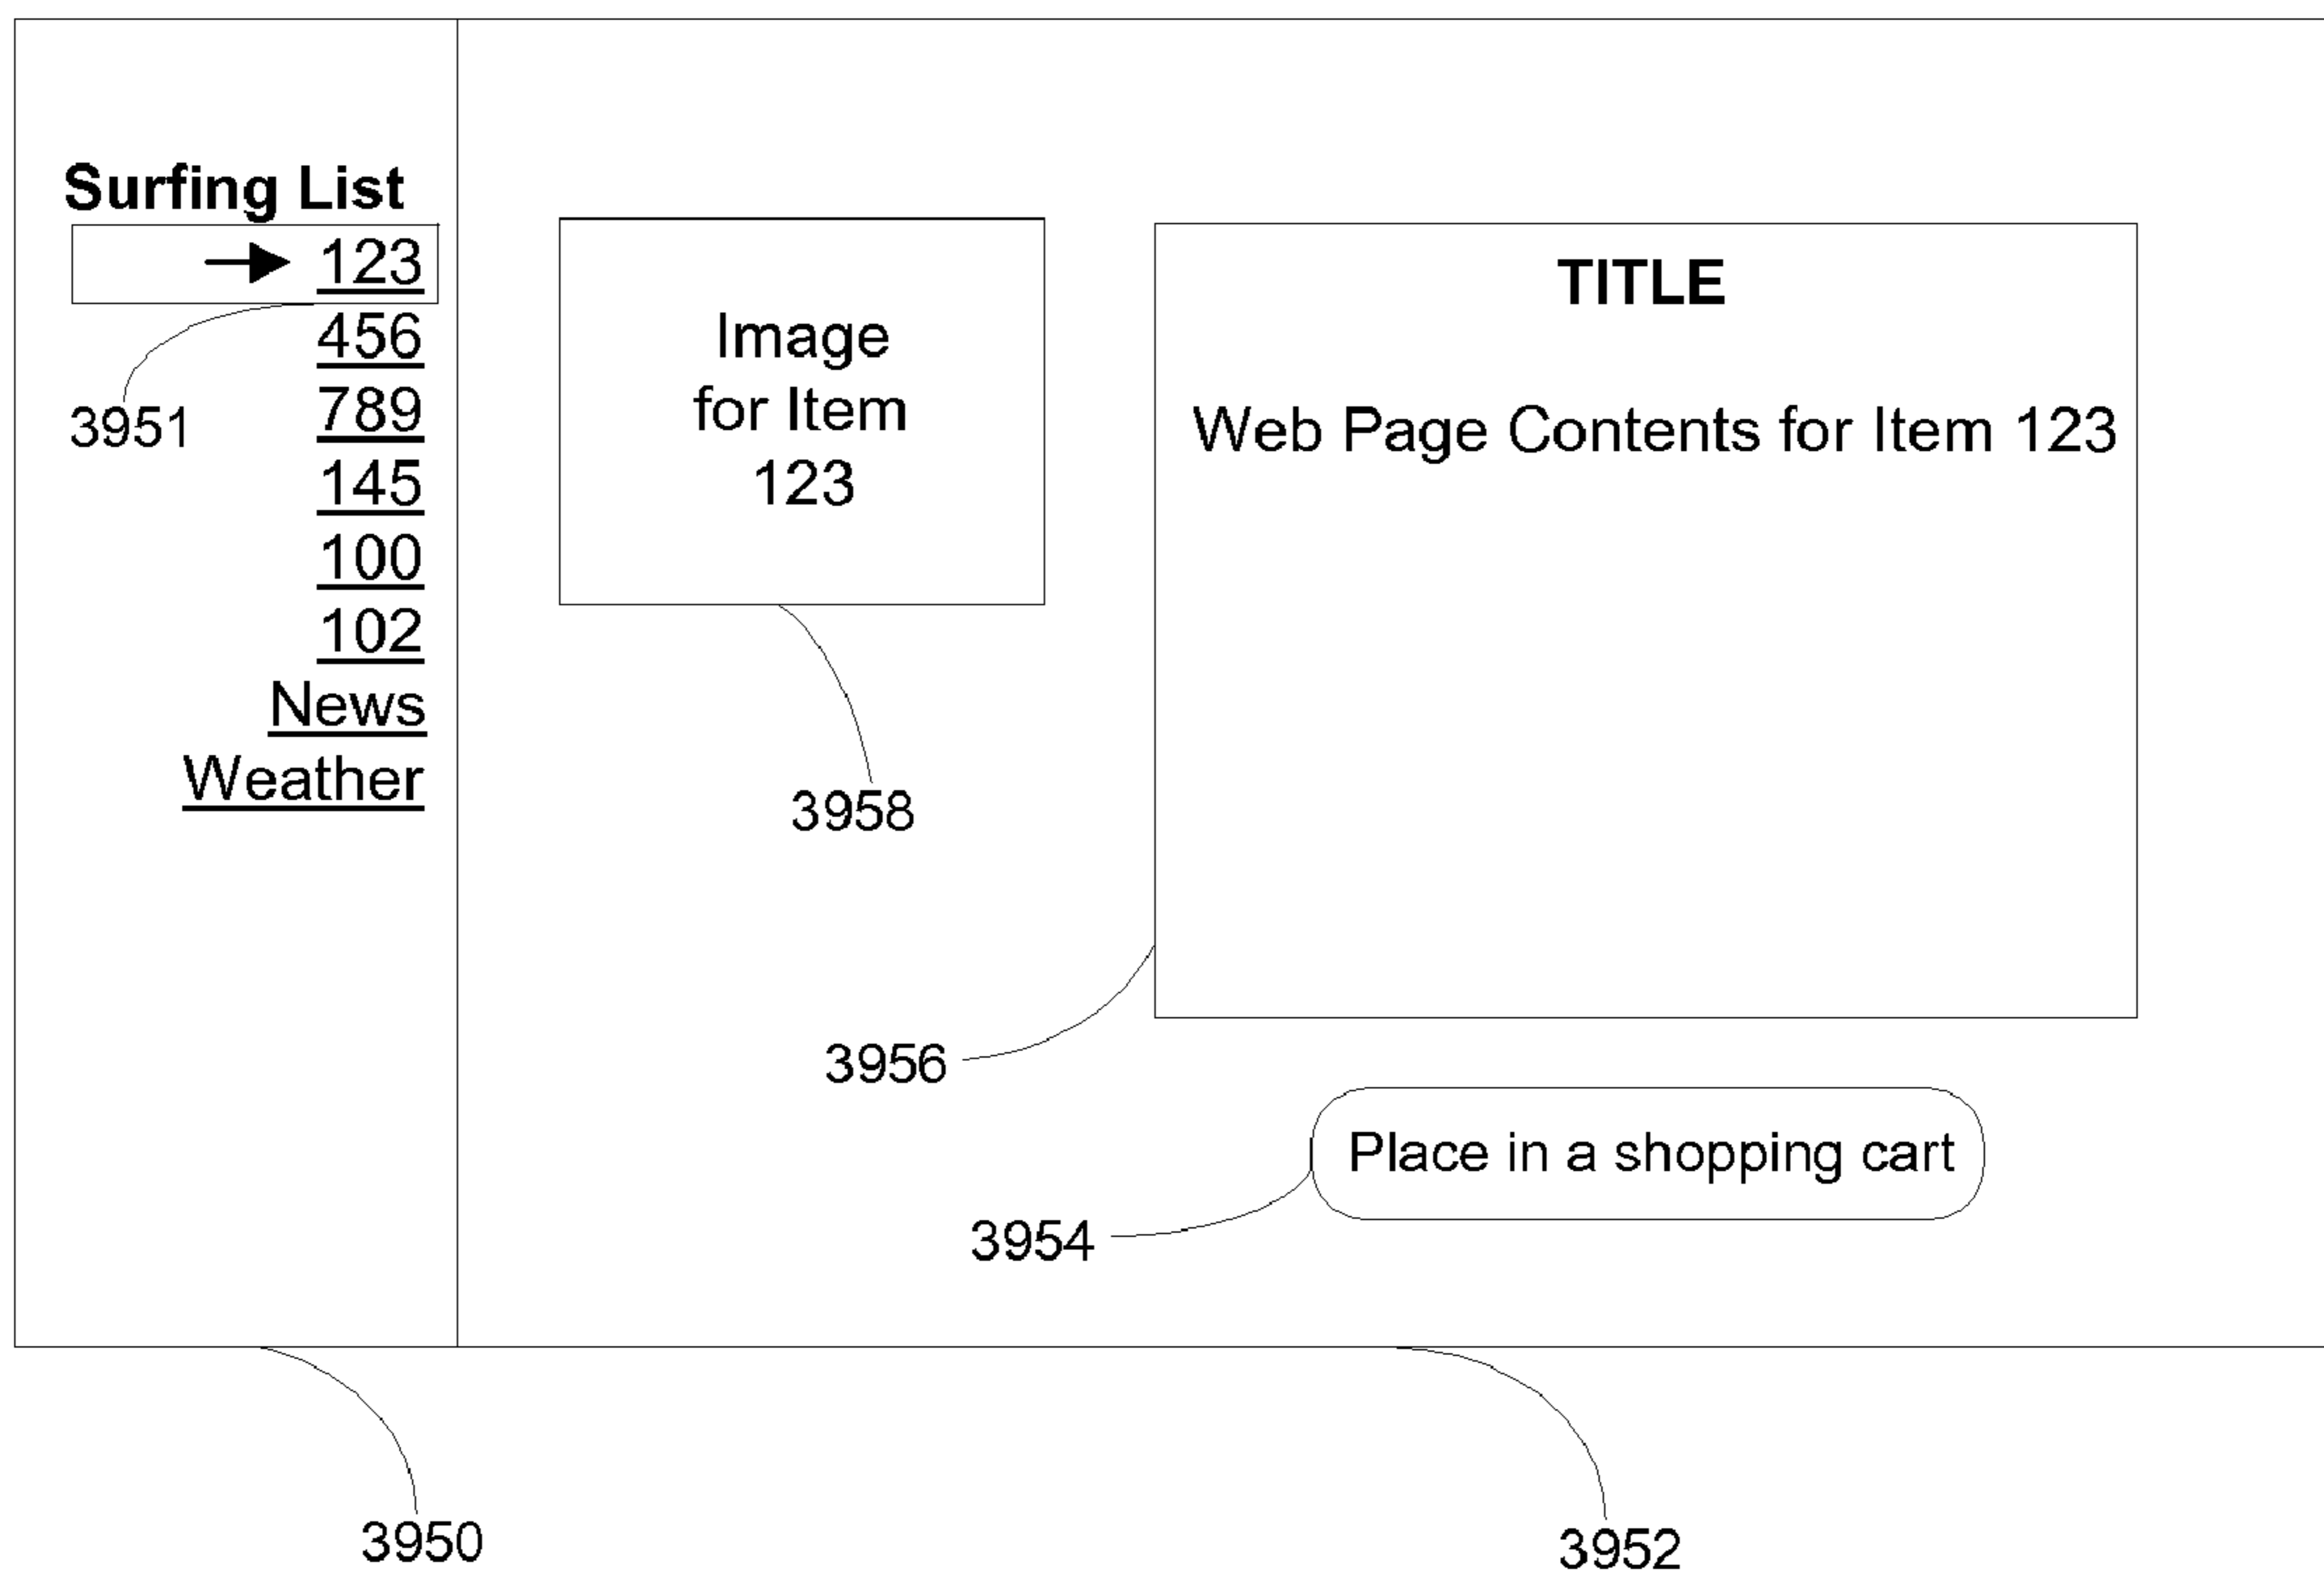 Surfing List
123
456
789
145
100
102
News
Weather
3951
Image
for Item
123
3958
TITLE
Web Page Contents for Item 123
3956
Place in a shopping cart
3954
3950
3952